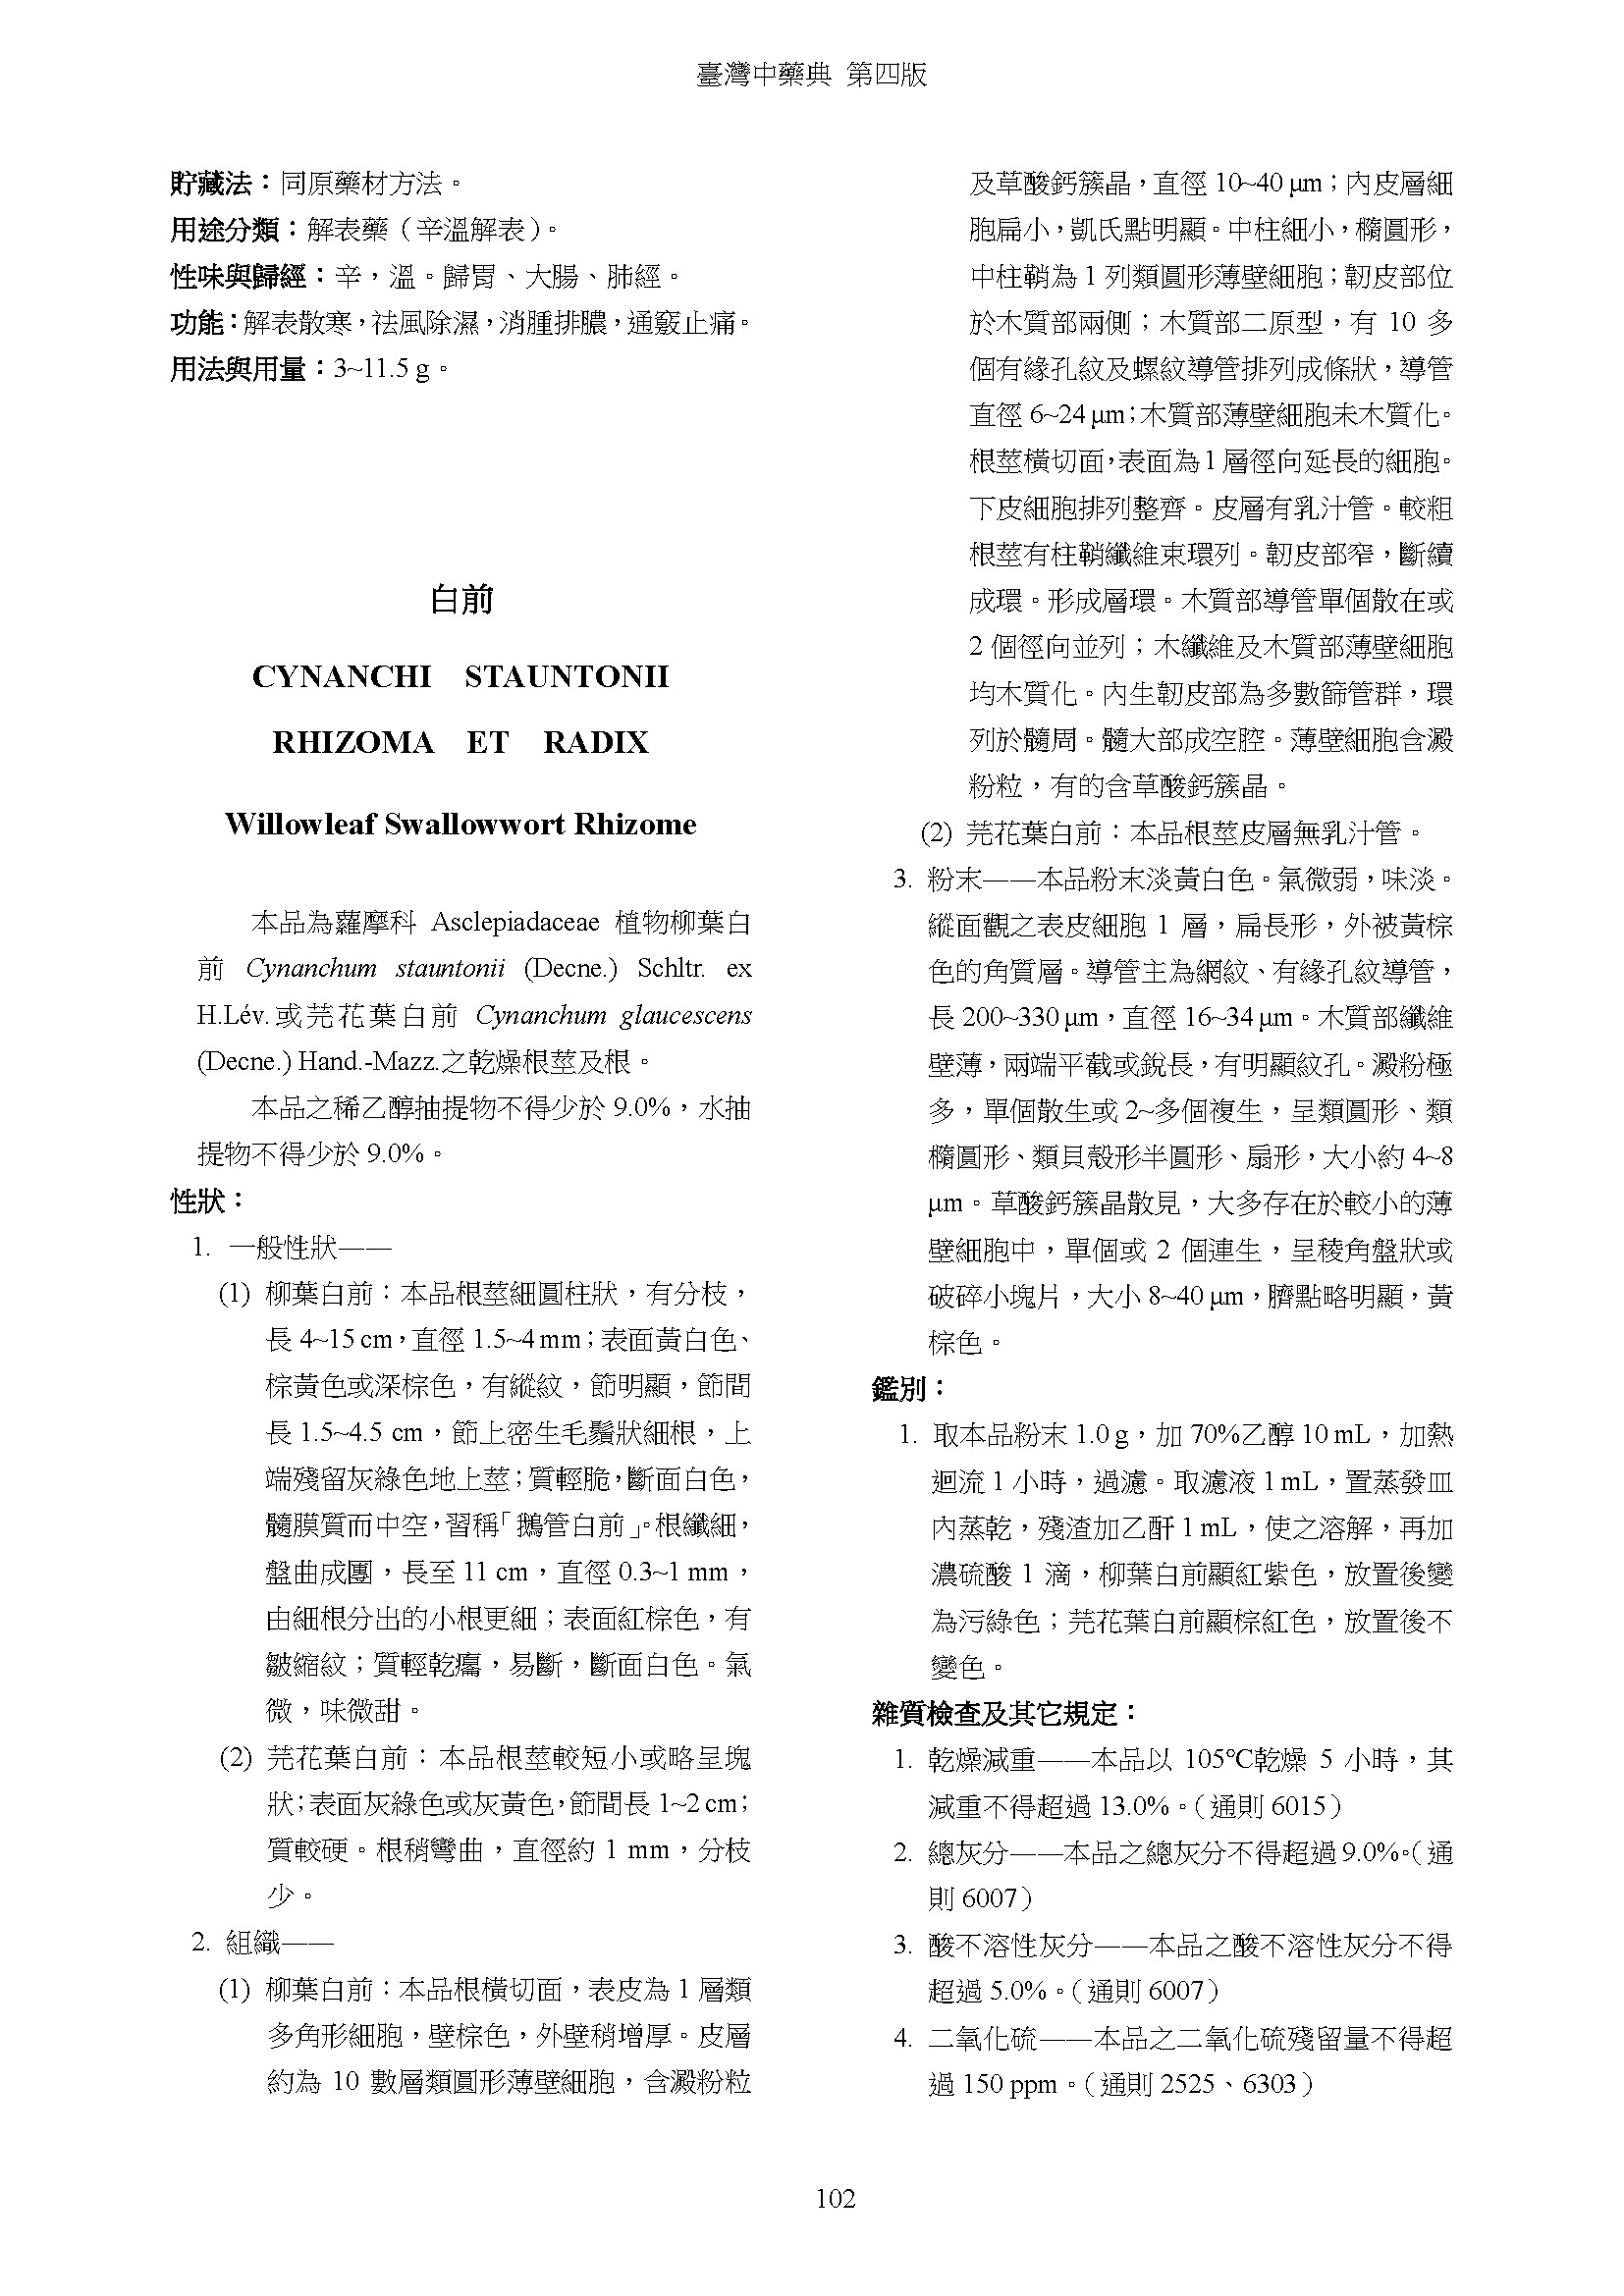 臺灣中藥典 第四版
貯藏法：同原藥材方法。
用途分類：解表藥（辛溫解表）。
性味與歸經：辛，溫。歸胃、大腸、肺經。
功能：解表散寒，祛風除濕，消腫排膿，通竅止痛。
用法與用量：3~11.5 g。
白前
CYNANCHI STAUNTONII
RHIZOMA ET RADIX
Willowleaf Swallowwort Rhizome
本品為蘿摩科 Asclepiadaceae 植物柳葉白
前 Cynanchum stauntonii (Decne.) Schltr. ex
H.Lév.或芫花葉白前 Cynanchum glaucescens
(Decne.) Hand.-Mazz.之乾燥根莖及根。
本品之稀乙醇抽提物不得少於 9.0%，水抽
提物不得少於 9.0%。
性狀：
1. 一般性狀——
(1) 柳葉白前：本品根莖細圓柱狀，有分枝，
長 4~15 cm，直徑 1.5~4 mm；表面黃白色、
棕黃色或深棕色，有縱紋，節明顯，節間
長 1.5~4.5 cm，節上密生毛鬚狀細根，上
端殘留灰綠色地上莖；質輕脆，斷面白色，
髓膜質而中空，習稱「鵝管白前」。根纖細，
盤曲成團，長至 11 cm，直徑 0.3~1 mm，
由細根分出的小根更細；表面紅棕色，有
皺縮紋；質輕乾癟，易斷，斷面白色。氣
微，味微甜。
(2) 芫花葉白前：本品根莖較短小或略呈塊
狀；表面灰綠色或灰黃色，節間長 1~2 cm；
質較硬。根稍彎曲，直徑約 1 mm，分枝
少。
2. 組織——
(1) 柳葉白前：本品根橫切面，表皮為 1 層類
多角形細胞，壁棕色，外壁稍增厚。皮層
約為 10 數層類圓形薄壁細胞，含澱粉粒
及草酸鈣簇晶，直徑 10~40 μm；內皮層細
胞扁小，凱氏點明顯。中柱細小，橢圓形，
中柱鞘為 1 列類圓形薄壁細胞；韌皮部位
於木質部兩側；木質部二原型，有 10 多
個有緣孔紋及螺紋導管排列成條狀，導管
直徑 6~24 μm；木質部薄壁細胞未木質化。
根莖橫切面，表面為 1 層徑向延長的細胞。
下皮細胞排列整齊。皮層有乳汁管。較粗
根莖有柱鞘纖維束環列。韌皮部窄，斷續
成環。形成層環。木質部導管單個散在或
2 個徑向並列；木纖維及木質部薄壁細胞
均木質化。內生韌皮部為多數篩管群，環
列於髓周。髓大部成空腔。薄壁細胞含澱
粉粒，有的含草酸鈣簇晶。
(2) 芫花葉白前：本品根莖皮層無乳汁管。
3. 粉末——本品粉末淡黃白色。氣微弱，味淡。
縱面觀之表皮細胞 1 層，扁長形，外被黃棕
色的角質層。導管主為網紋、有緣孔紋導管，
長 200~330 μm，直徑 16~34 μm。木質部纖維
壁薄，兩端平截或銳長，有明顯紋孔。澱粉極
多，單個散生或 2~多個複生，呈類圓形、類
橢圓形、類貝殼形半圓形、扇形，大小約 4~8
μm。草酸鈣簇晶散見，大多存在於較小的薄
壁細胞中，單個或 2 個連生，呈稜角盤狀或
破碎小塊片，大小 8~40 μm，臍點略明顯，黃
棕色。
鑑別：
1. 取本品粉末 1.0 g，加 70%乙醇 10 mL，加熱
迴流 1 小時，過濾。取濾液 1 mL，置蒸發皿
內蒸乾，殘渣加乙酐 1 mL，使之溶解，再加
濃硫酸 1 滴，柳葉白前顯紅紫色，放置後變
為污綠色；芫花葉白前顯棕紅色，放置後不
變色。
雜質檢查及其它規定：
1. 乾燥減重——本品以 105℃乾燥 5 小時，其
減重不得超過 13.0%。（通則 6015）
2. 總灰分——本品之總灰分不得超過 9.0%。（通
則 6007）
3. 酸不溶性灰分——本品之酸不溶性灰分不得
超過 5.0%。（通則 6007）
4. 二氧化硫——本品之二氧化硫殘留量不得超
過 150 ppm。（通則 2525、6303）
102